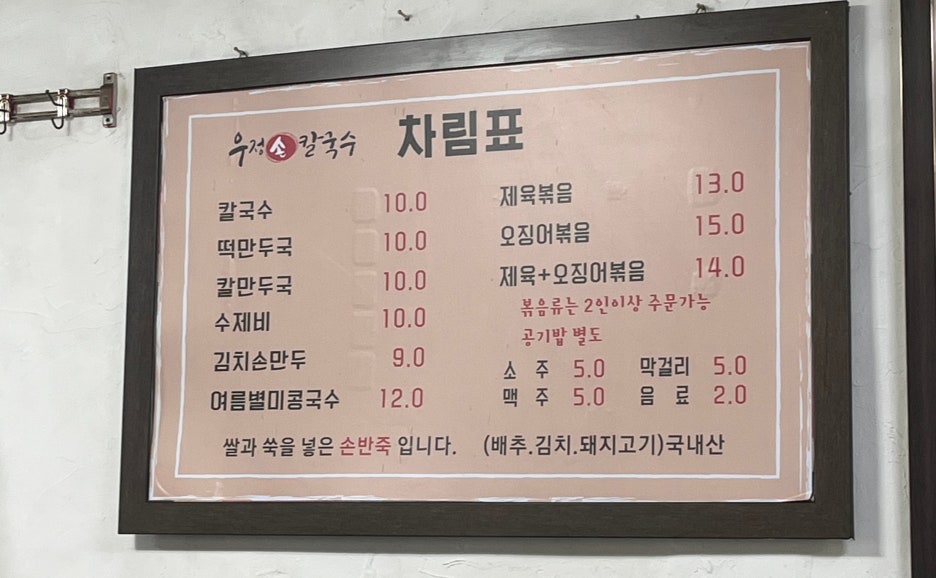 우정손칼국수 차림표
칼국수 10.0
떡만두국 10.0
칼만두국 10.0
수제비 10.0
김치손만두 9.0
여름별미콩국수 12.0
제육볶음 13.0
오징어볶음 15.0
제육+오징어볶음 14.0
볶음류는 2인이상 주문가능
공기밥 별도
소 주 5.0 막걸리 5.0
맥 주 5.0 음 료 2.0
쌀과 쑥을 넣은 손반죽 입니다. (배추.김치.돼지고기)국내산